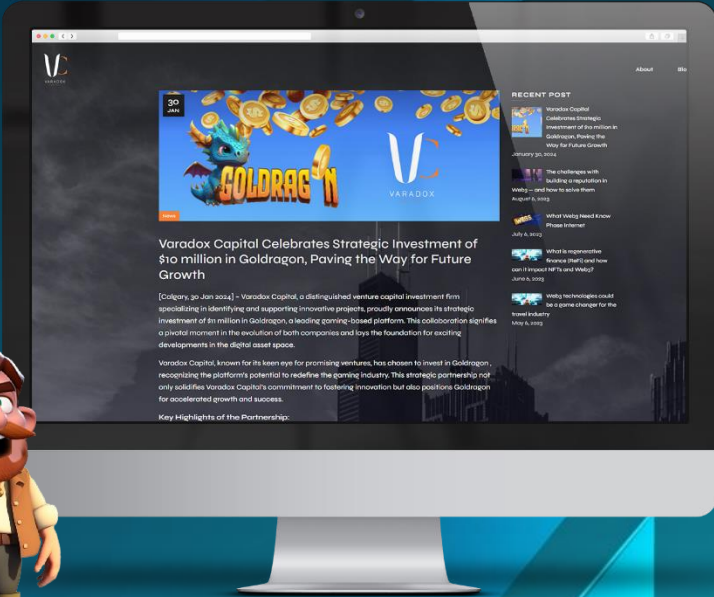 VC
VARADOX
About
Blo
30
JAN
GOLDRAGON
VC
VARADOX
News
Varadox Capital Celebrates Strategic Investment of
$10 million in Goldragon, Paving the Way for Future
Growth
[Calgary, 30 Jan 2024] – Varadox Capital, a distinguished venture capital investment firm
specializing in identifying and supporting innovative projects, proudly announces its strategic
investment of $11 million in Goldragon, a leading gaming-based platform. This collaboration signifies
a pivotal moment in the evolution of both companies and lays the foundation for exciting
developments in the digital asset space.
Varadox Capital, known for its keen eye for promising ventures, has chosen to invest in Goldragon ,
recognizing the platform's potential to redefine the gaming industry. This strategic partnership not
only solidifies Varadox Capital's commitment to fostering innovation but also positions Goldragon
for accelerated growth and success.
Key Highlights of the Partnership:
RECENT POST
Varadox Capital
Celebrates Strategic
Investment of $10 million in
Goldragon, Paving the
Way for Future Growth
January 30, 2024
The challenges with
building a reputation in
Web3 — and how to solve them
August 6, 2023
What Web3 Need Know
Phase Internet
July 6, 2023
What is regenerative
finance (ReFi) and how
can it impact NFTs and Web3?
June 6, 2023
Web3 technologies could
be a game changer for the
travel industry
May 6, 2023